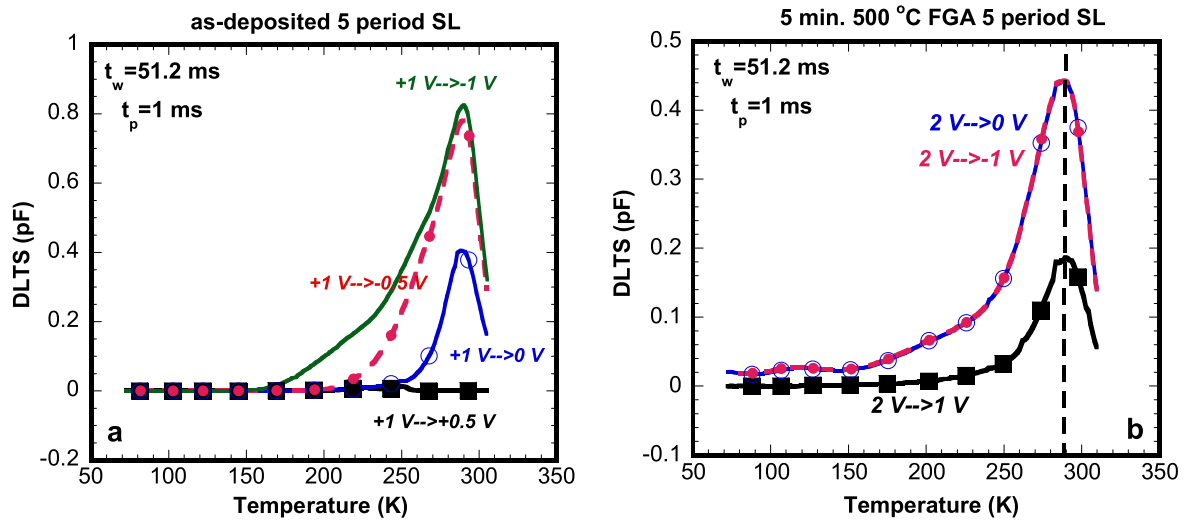 as-deposited 5 period SL
t_w=51.2 ms
t_p=1 ms
+1 V-->-1 V
+1 V-->-0.5 V
+1 V-->0 V
+1 V-->+0.5 V
a
DLTS (pF)
1
0.8
0.6
0.4
0.2
0
-0.2
50 100 150 200 250 300 350
Temperature (K)
5 min. 500 °C FGA 5 period SL
t_w=51.2 ms
t_p=1 ms
2 V-->0 V
2 V-->-1 V
2 V-->1 V
b
DLTS (pF)
0.5
0.4
0.3
0.2
0.1
0
-0.1
50 100 150 200 250 300 350
Temperature (K)